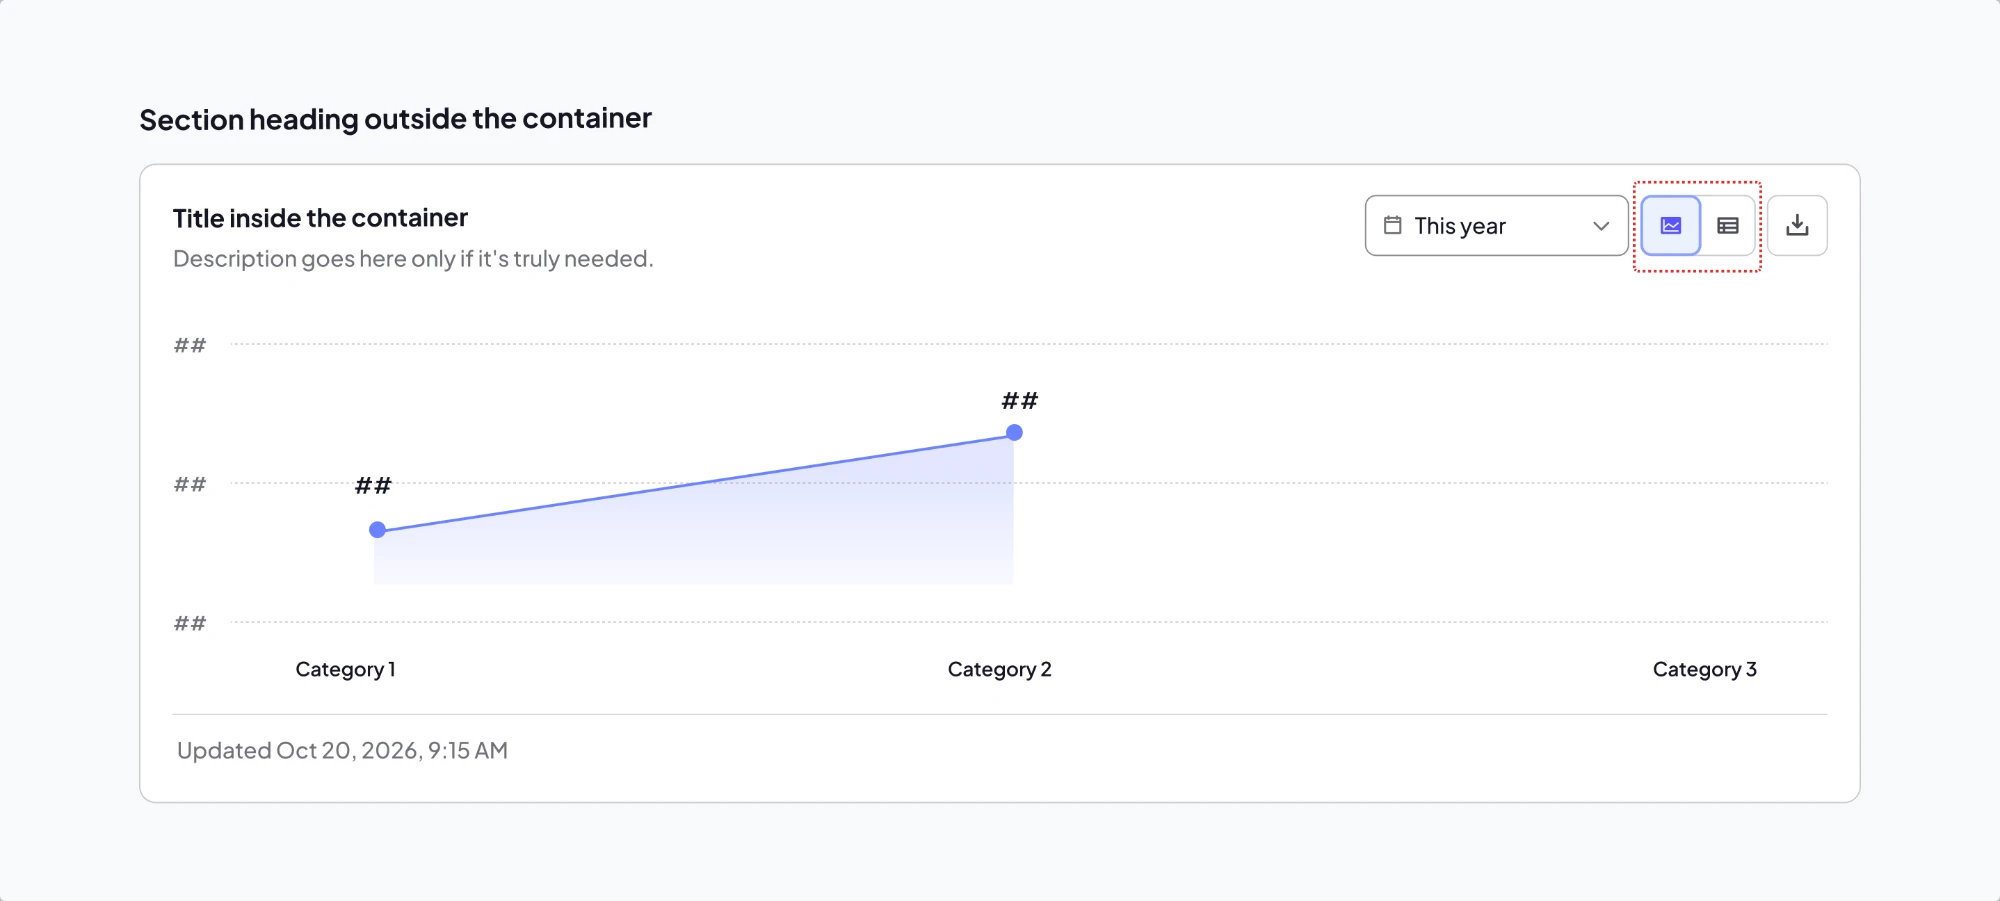 Section heading outside the container
Title inside the container
Description goes here only if it's truly needed.
This year
##
##
##
##
##
Category 1
Category 2
Category 3
Updated Oct 20, 2026, 9:15 AM